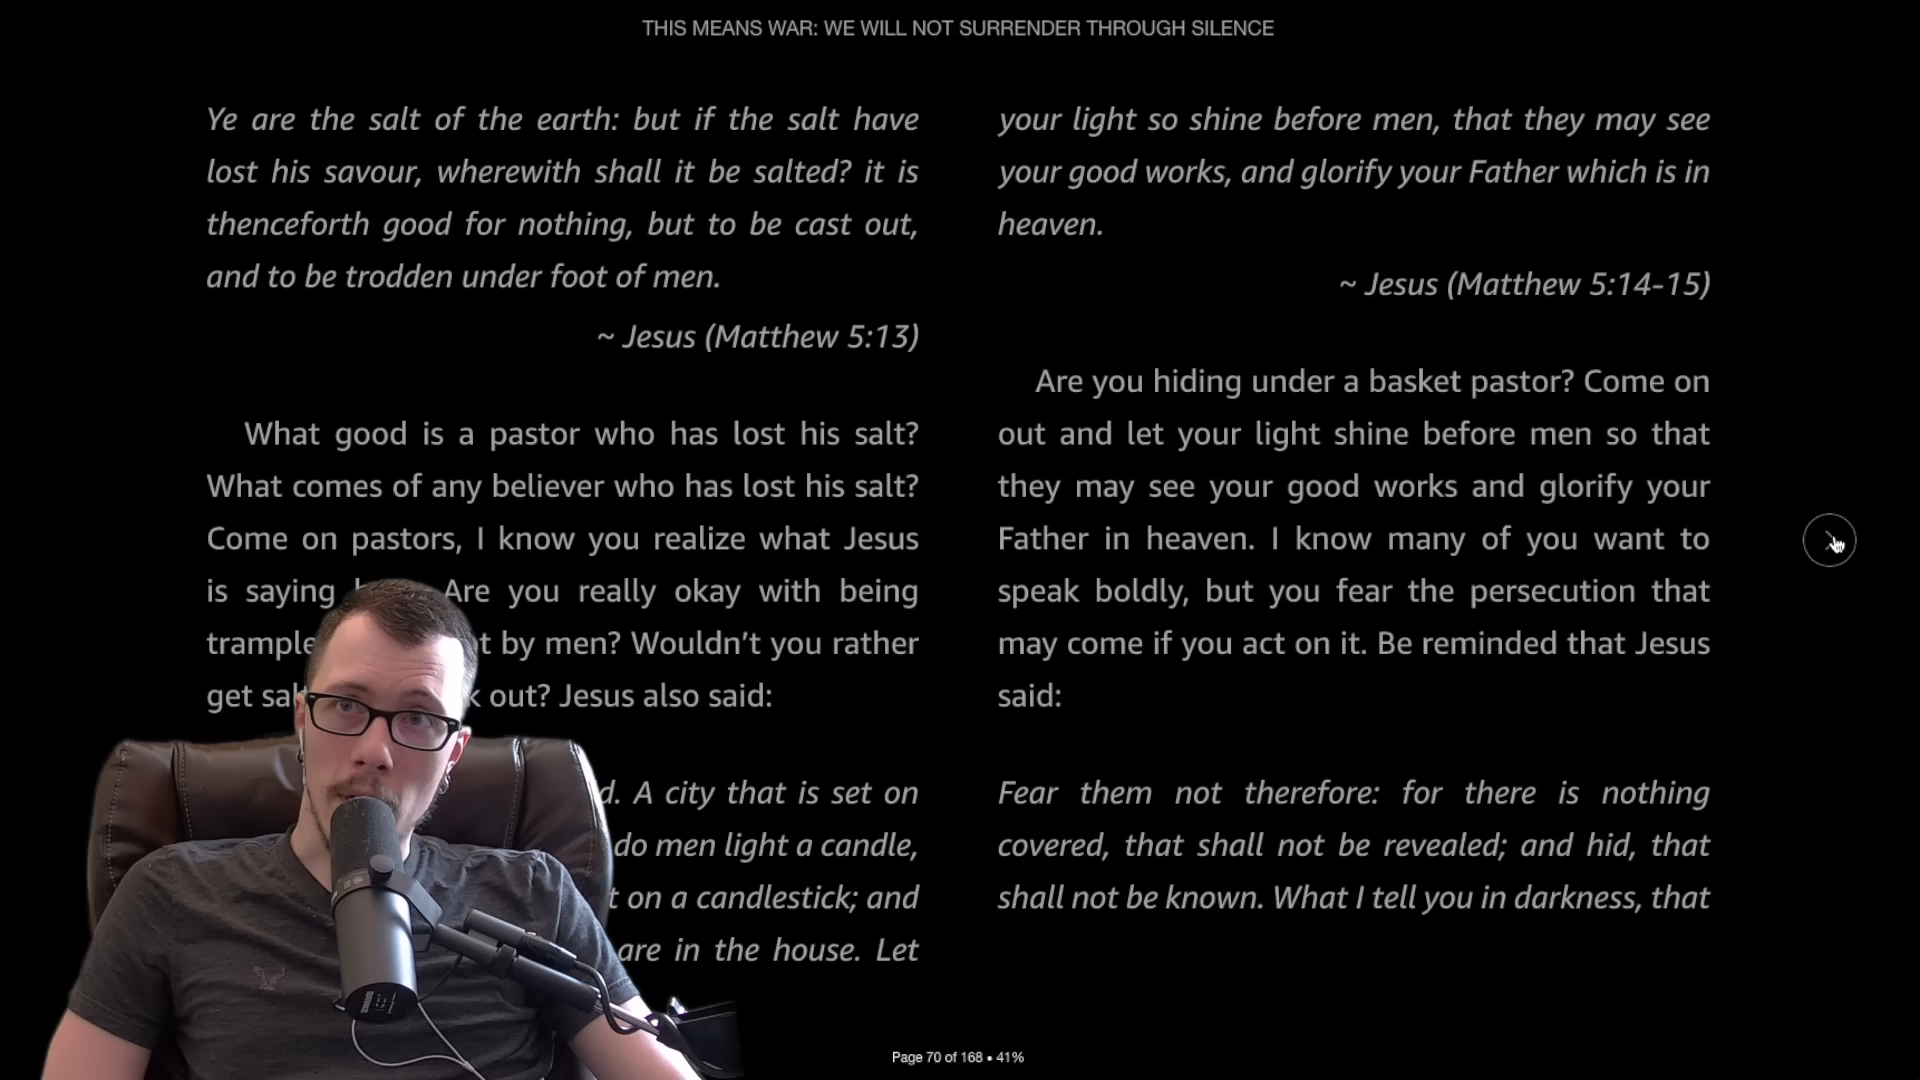 THIS MEANS WAR: WE WILL NOT SURRENDER THROUGH SILENCE
Ye are the salt of the earth: but if the salt have
lost his savour, wherewith shall it be salted? it is
thenceforth good for nothing, but to be cast out,
and to be trodden under foot of men.
~ Jesus (Matthew 5:13)
What good is a pastor who has lost his salt?
What comes of any believer who has lost his salt?
Come on pastors, I know you realize what Jesus
is saying Are you really okay with being
by men? Wouldn’t you rather
get out? Jesus also said:
A city that is set on
do men light a candle,
on a candlestick; and
are in the house. Let
your light so shine before men, that they may see
your good works, and glorify your Father which is in
heaven.
~ Jesus (Matthew 5:14-15)
Are you hiding under a basket pastor? Come on
out and let your light shine before men so that
they may see your good works and glorify your
Father in heaven. I know many of you want to
speak boldly, but you fear the persecution that
may come if you act on it. Be reminded that Jesus
said:
Fear them not therefore: for there is nothing
covered, that shall not be revealed; and hid, that
shall not be known. What I tell you in darkness, that
Page 70 of 168 • 41%